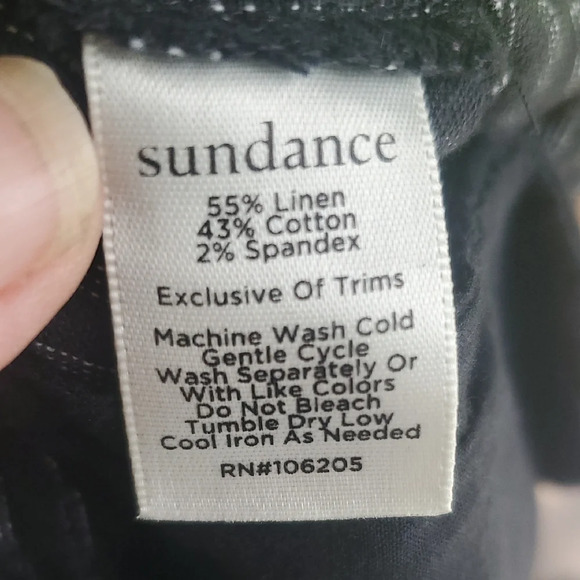 sundance
55% Linen
43% Cotton
2% Spandex
Exclusive Of Trims
Machine Wash Cold
Gentle Cycle
Wash Separately Or
With Like Colors
Do Not Bleach
Tumble Dry Low
Cool Iron As Needed
RN#106205